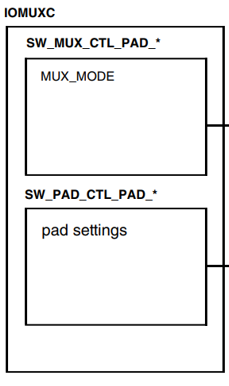 IOMUXC
SW_MUX_CTL_PAD_*
MUX_MODE
SW_PAD_CTL_PAD_*
pad settings